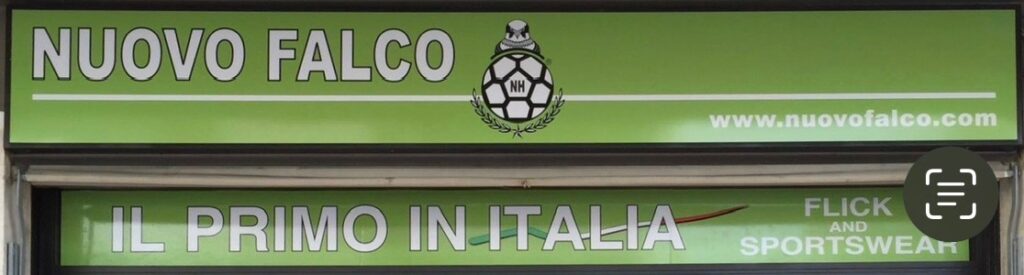 NUOVO FALCO
NH
www.nuovofalco.com
IL PRIMO IN ITALIA
FLICK
AND
SPORTSWEAR